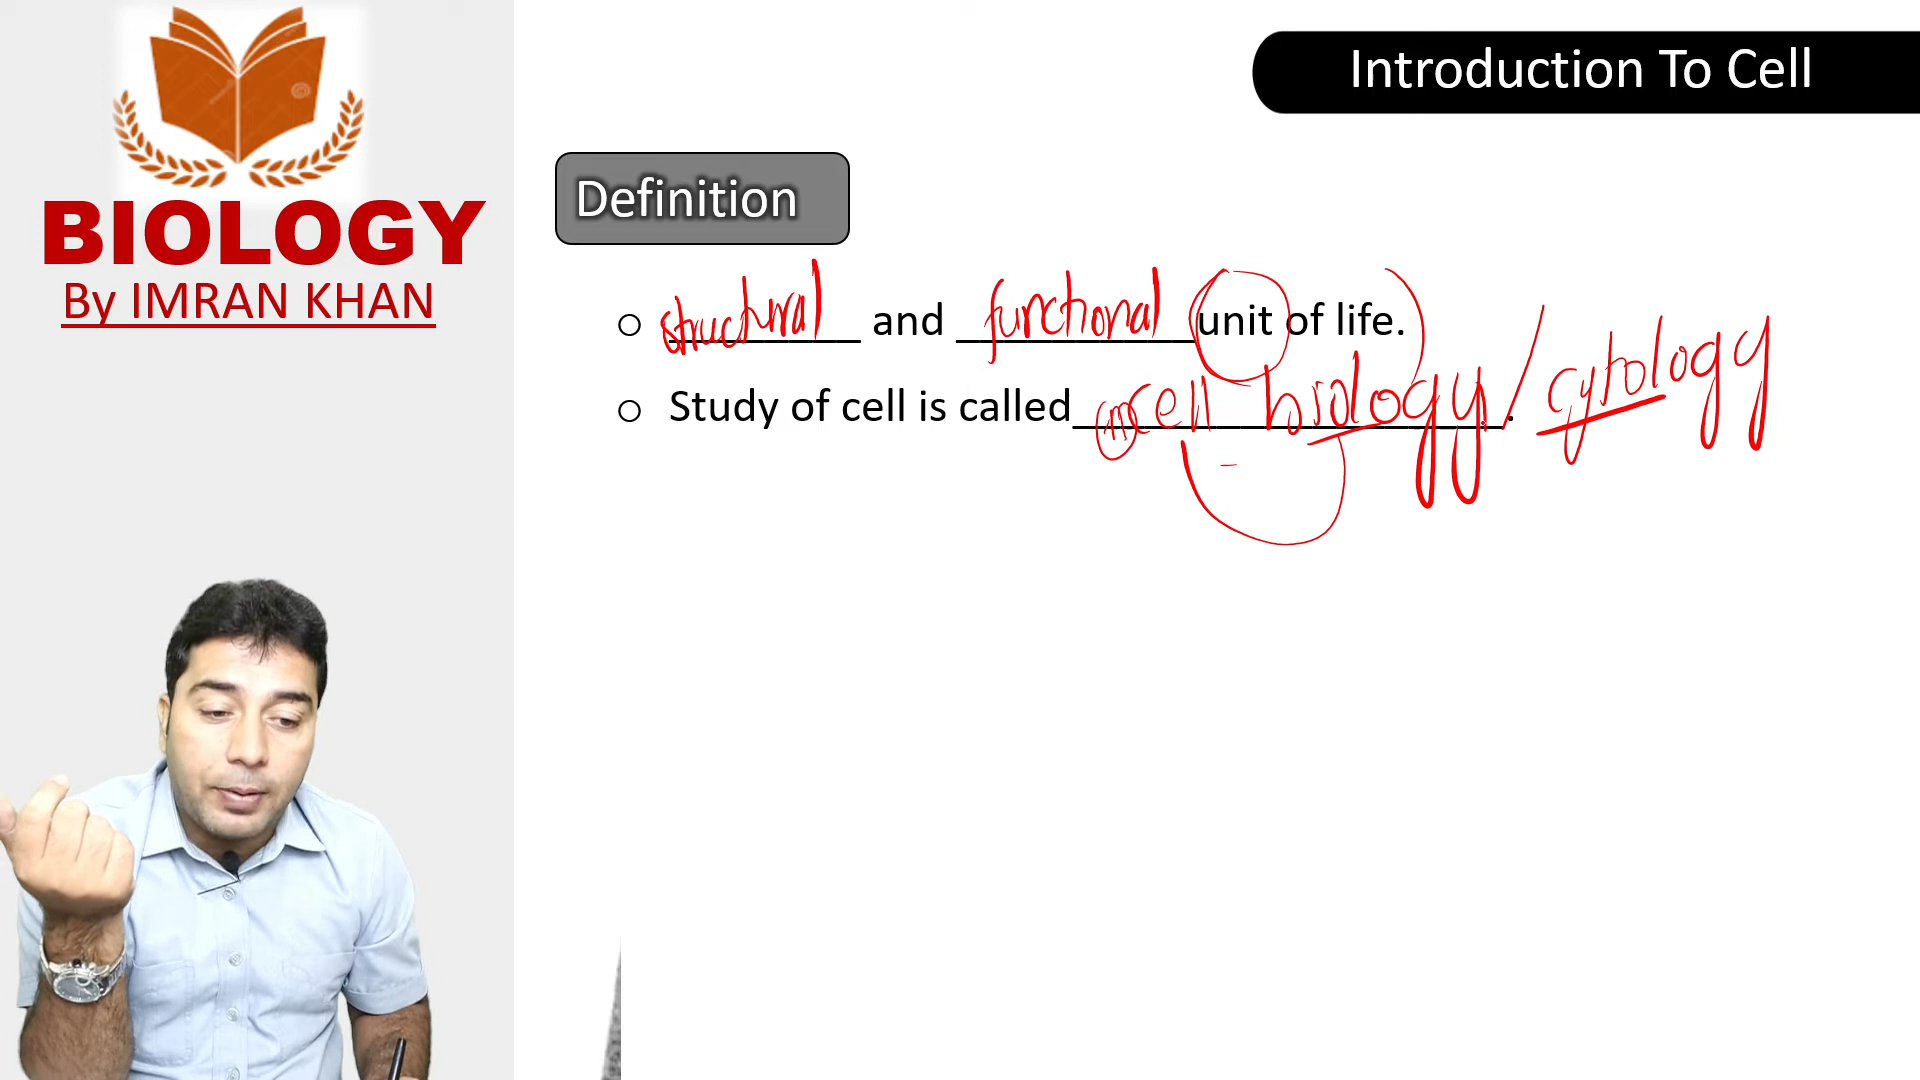 BIOLOGY
By IMRAN KHAN
Introduction To Cell
Definition
structural and functional unit of life.
Study of cell is called cell biology / cytology.